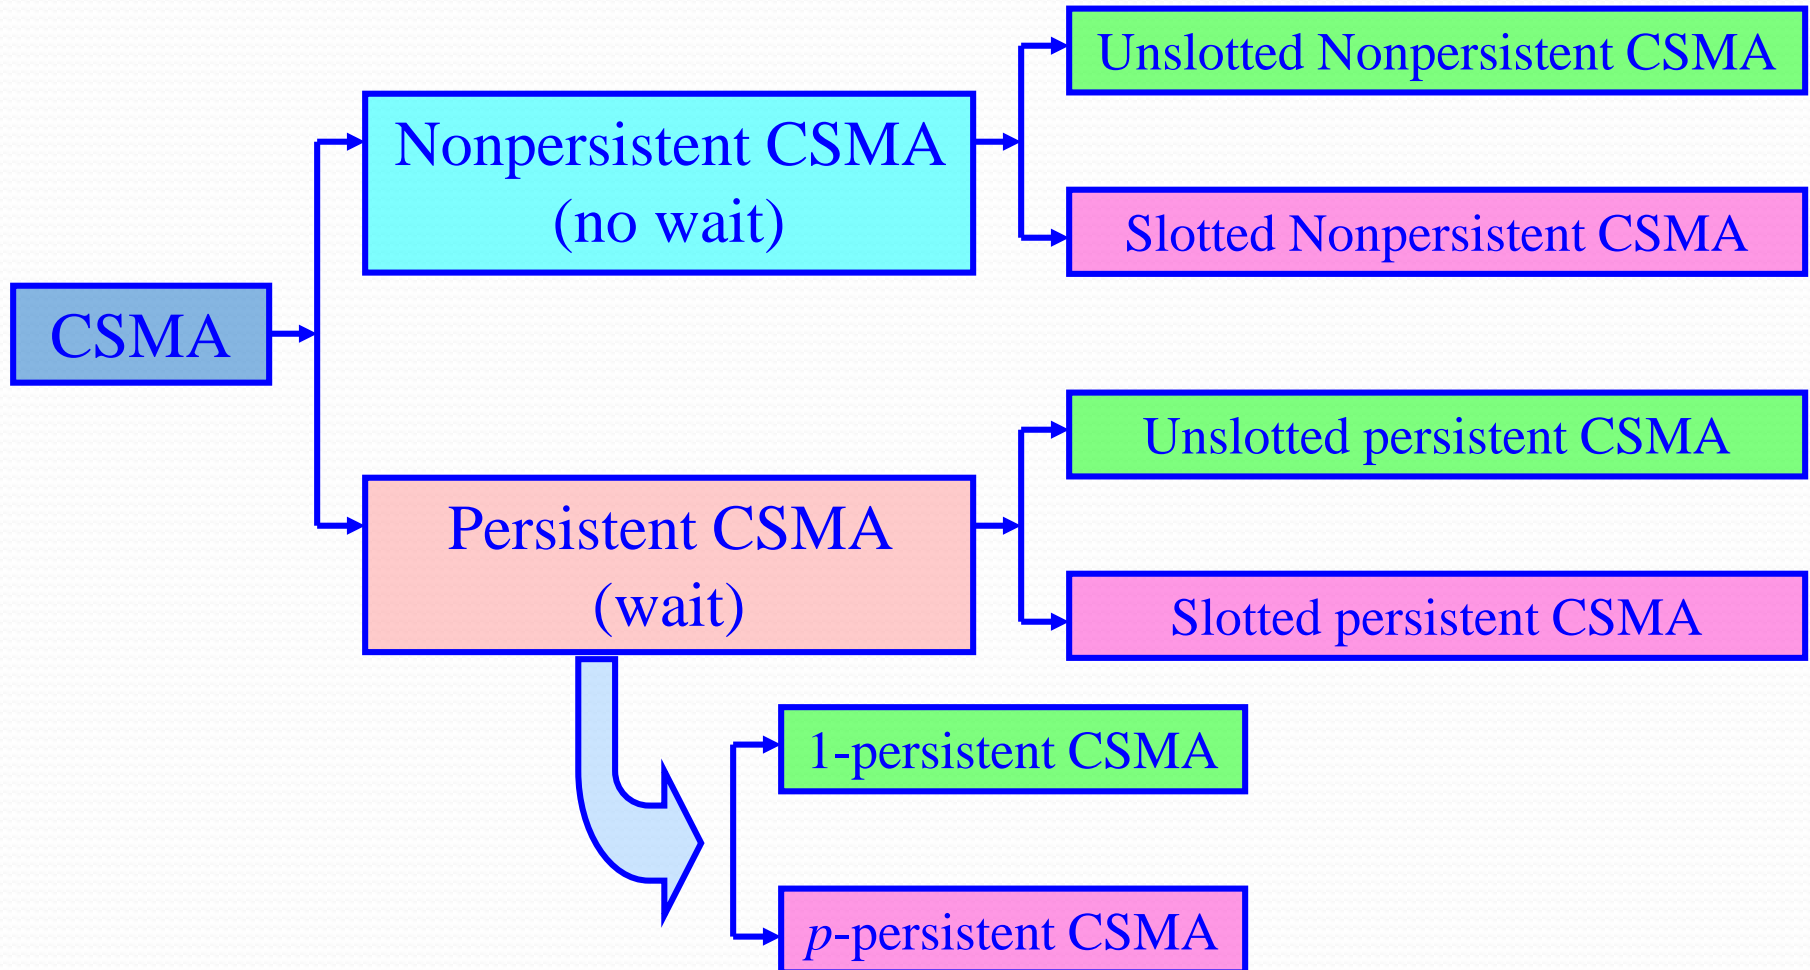 Unslotted Nonpersistent CSMA
Nonpersistent CSMA
(no wait)
Slotted Nonpersistent CSMA
CSMA
Unslotted persistent CSMA
Persistent CSMA
(wait)
Slotted persistent CSMA
1-persistent CSMA
p-persistent CSMA